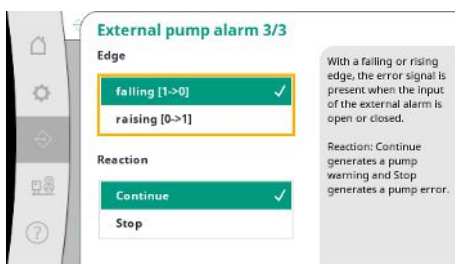 External pump alarm 3/3
Edge
falling [1->0]
raising [0->1]
Reaction
Continue
Stop
With a falling or rising
edge, the error signal is
present when the input
of the external alarm is
open or closed.
Reaction: Continue
generates a pump
warning and Stop
generates a pump error.